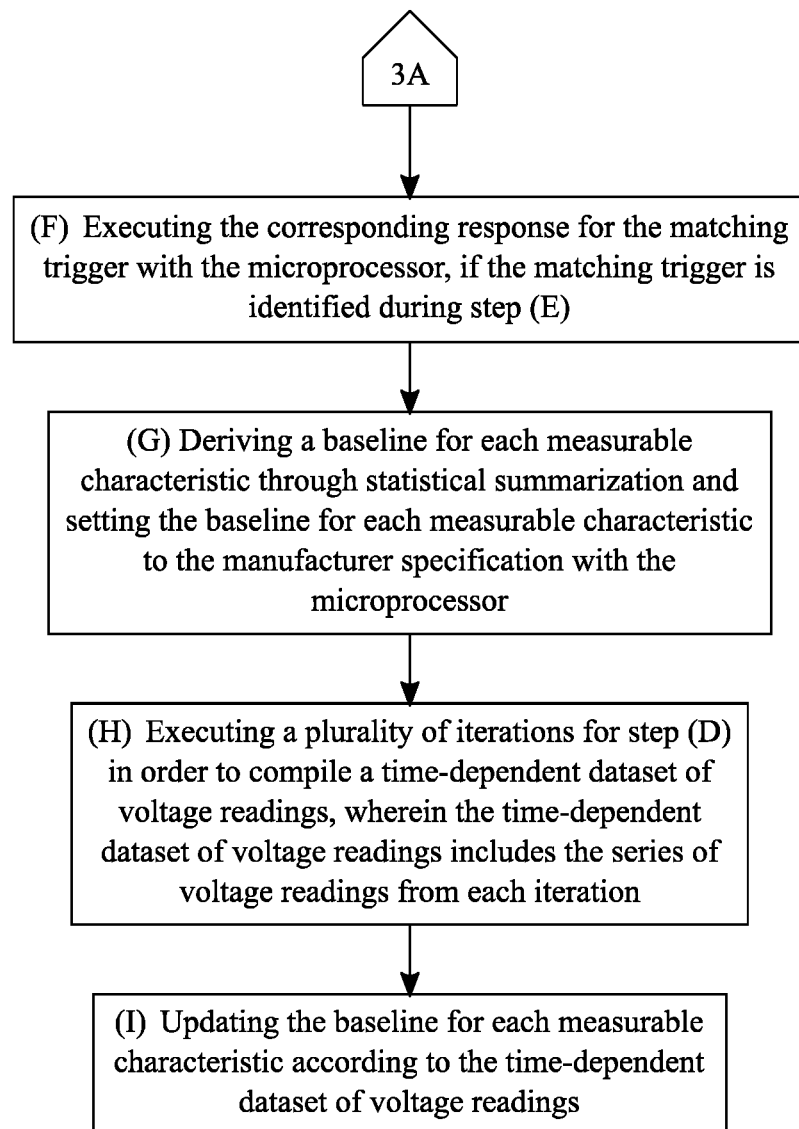 3A
(F) Executing the corresponding response for the matching
trigger with the microprocessor, if the matching trigger is
identified during step (E)
(G) Deriving a baseline for each measurable
characteristic through statistical summarization and
setting the baseline for each measurable characteristic
to the manufacturer specification with the
microprocessor
(H) Executing a plurality of iterations for step (D)
in order to compile a time-dependent dataset of
voltage readings, wherein the time-dependent
dataset of voltage readings includes the series of
voltage readings from each iteration
(I) Updating the baseline for each measurable
characteristic according to the time-dependent
dataset of voltage readings